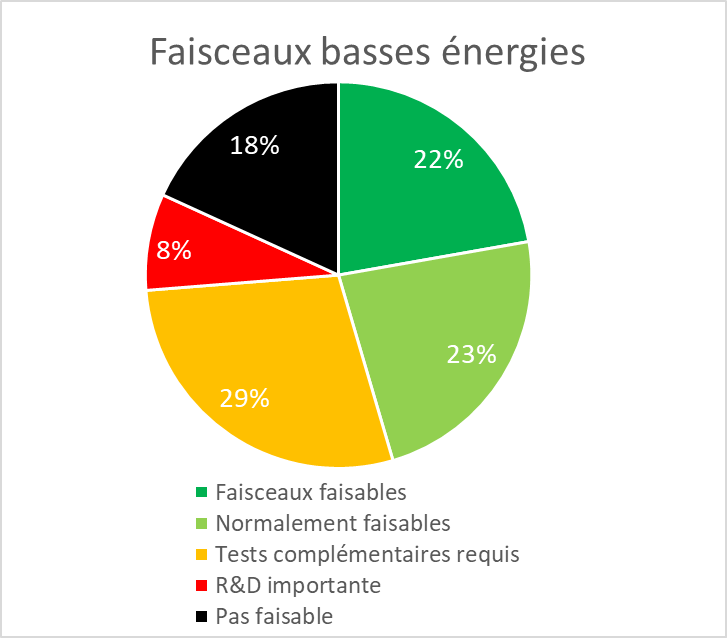 Faisceaux basses énergies
18%
22%
8%
23%
29%
Faisceaux faisables
Normalement faisables
Tests complémentaires requis
R&D importante
Pas faisable